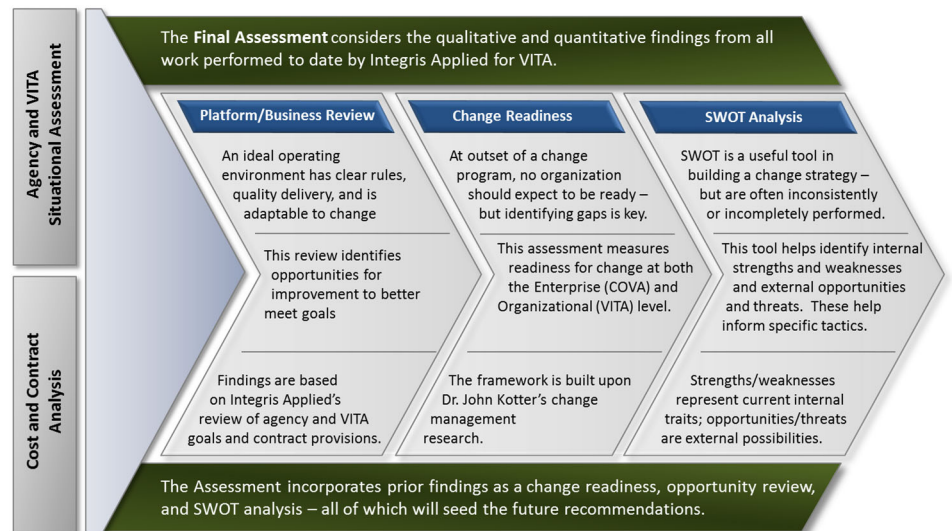 Agency and VITA
Situational Assessment
Cost and Contract
Analysis
The Final Assessment considers the qualitative and quantitative findings from all
work performed to date by Integris Applied for VITA.
Platform/Business Review
An ideal operating
environment has clear rules,
quality delivery, and is
adaptable to change
This review identifies
opportunities for
improvement to better
meet goals
Findings are based
on Integris Applied’s
review of agency and VITA
goals and contract provisions.
Change Readiness
At outset of a change
program, no organization
should expect to be ready –
but identifying gaps is key.
This assessment measures
readiness for change at both
the Enterprise (COVA) and
Organizational (VITA) level.
The framework is built upon
Dr. John Kotter’s change
management
research.
SWOT Analysis
SWOT is a useful tool in
building a change strategy –
but are often inconsistently
or incompletely performed.
This tool helps identify internal
strengths and weaknesses
and external opportunities
and threats.  These help
inform specific tactics.
Strengths/weaknesses
represent current internal
traits; opportunities/threats
are external possibilities.
The Assessment incorporates prior findings as a change readiness, opportunity review,
and SWOT analysis – all of which will seed the future recommendations.